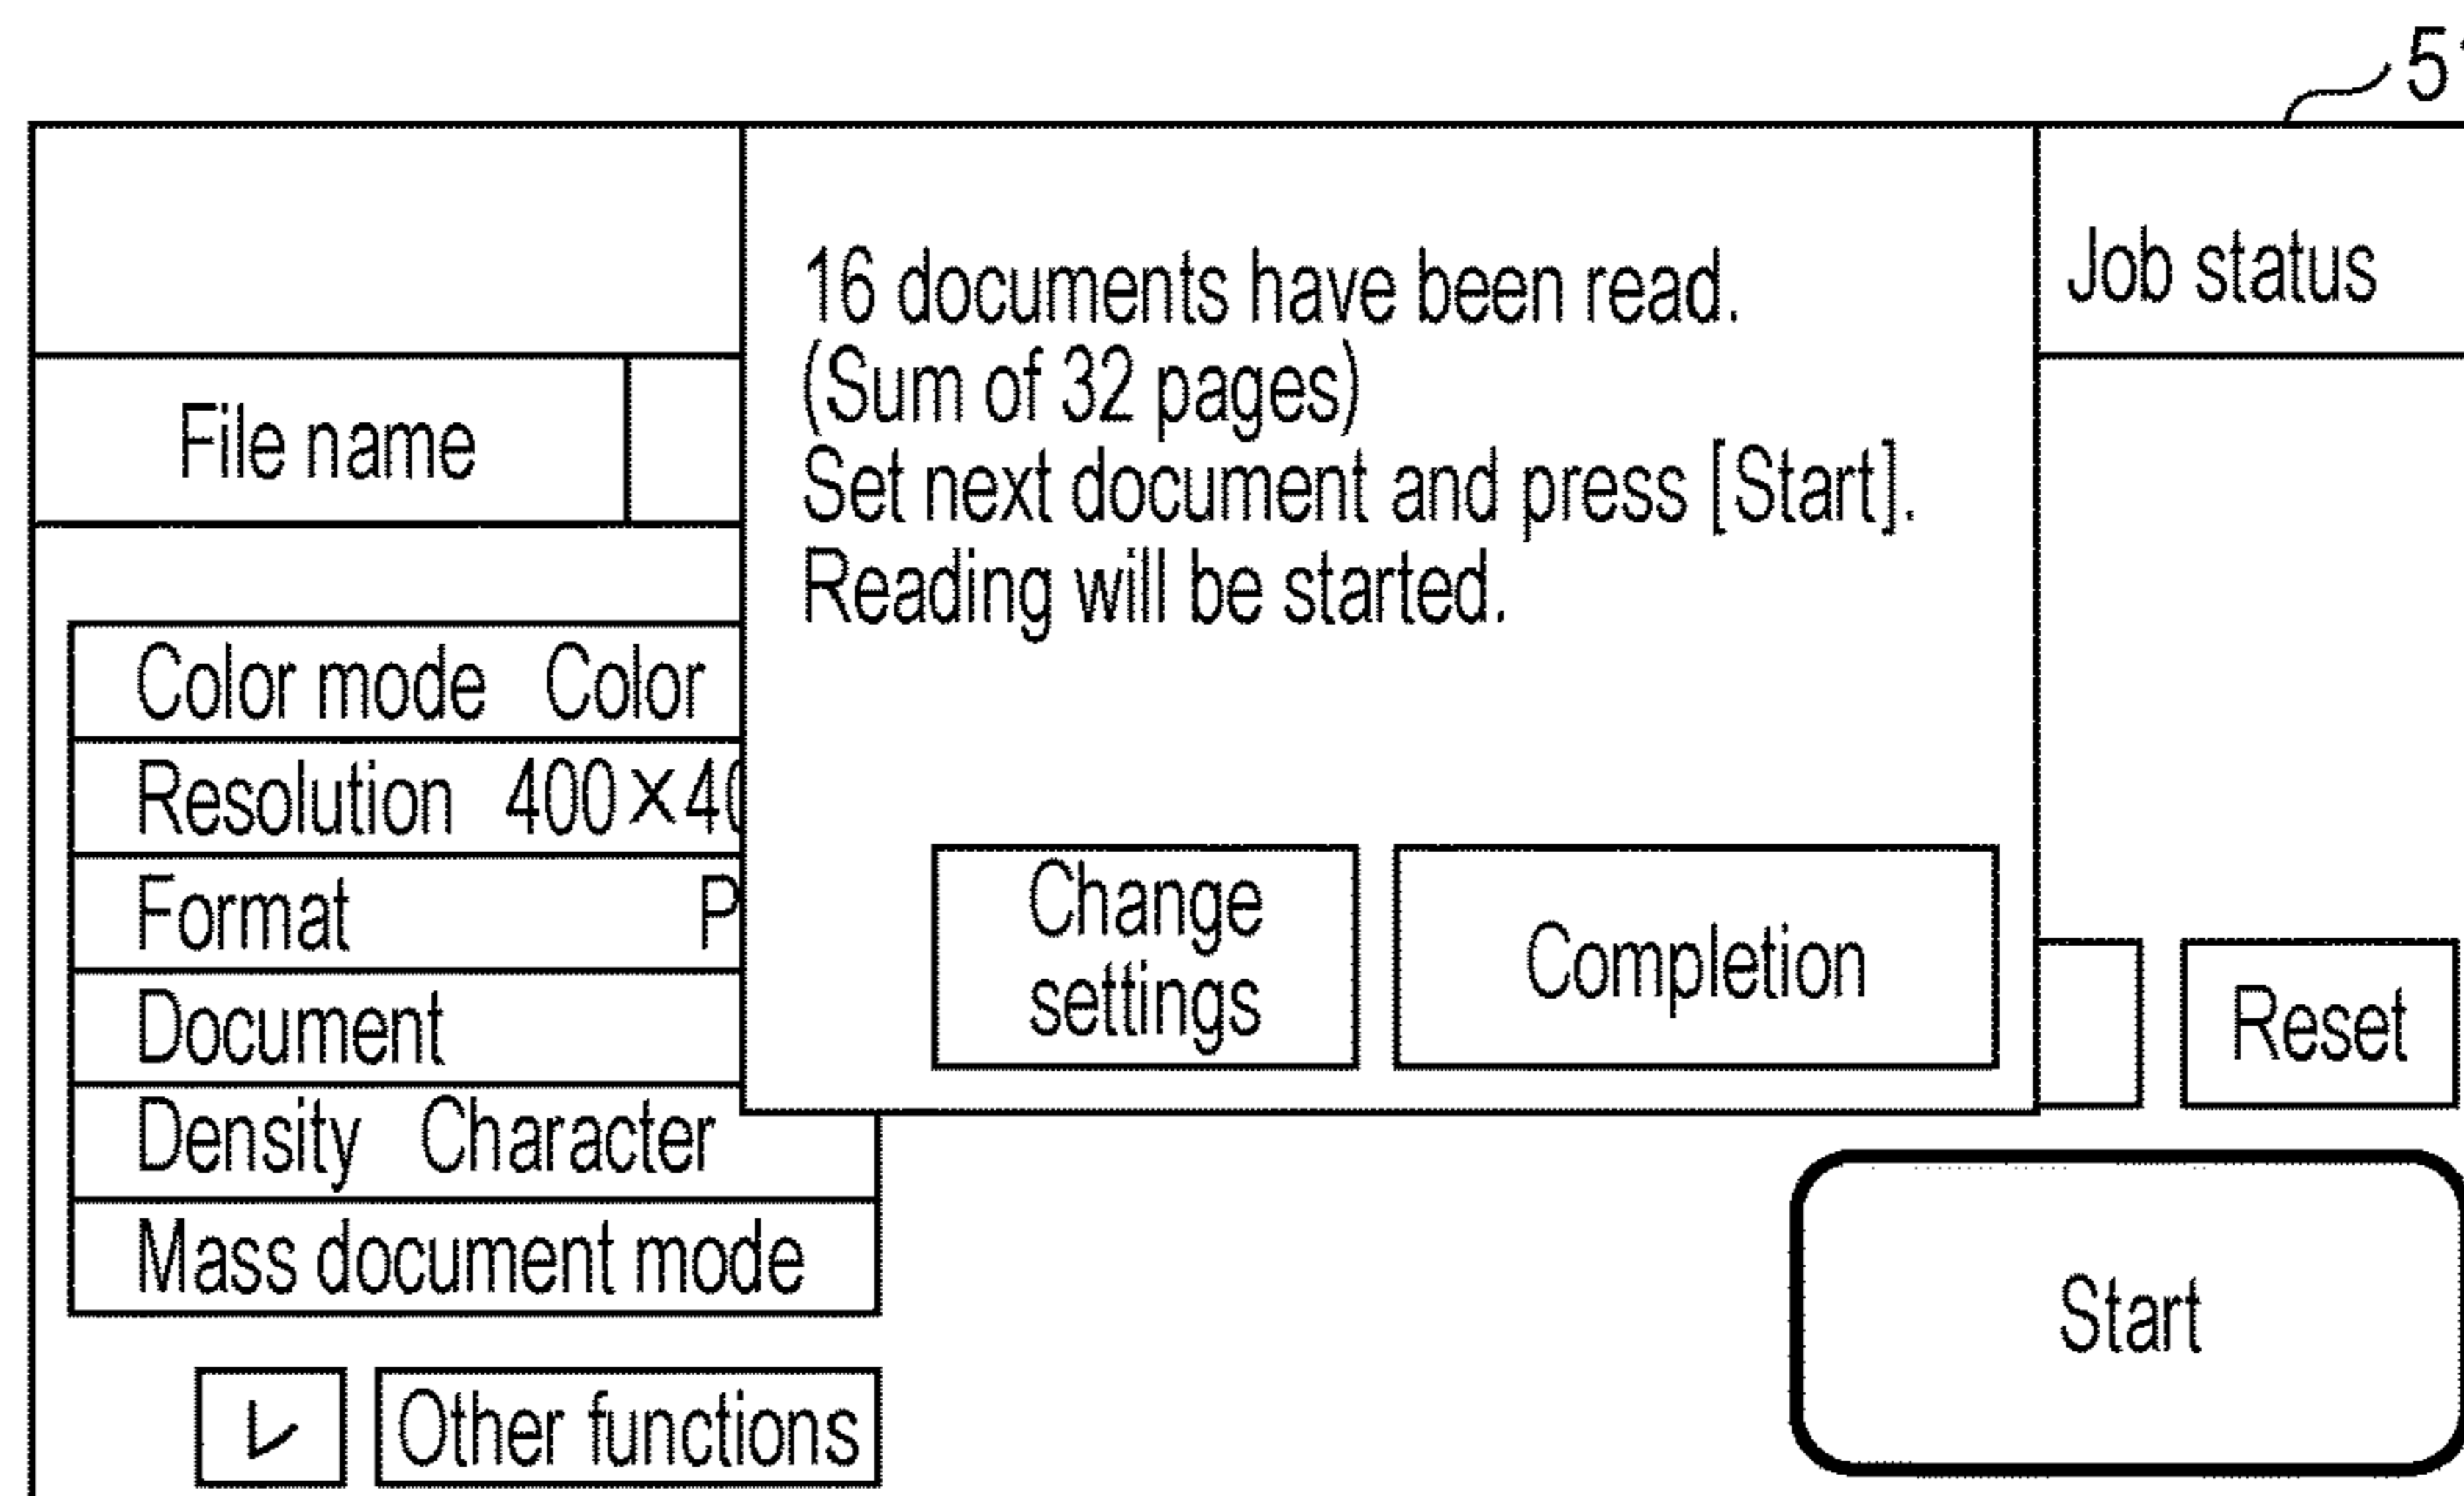 16 documents have been read.
(Sum of 32 pages)
Set next document and press [Start].
Reading will be started.
Change
settings
Completion
Job status
File name
Color mode Color
Resolution 400×40
Format P
Document
Density Character
Mass document mode
Other functions
Reset
Start